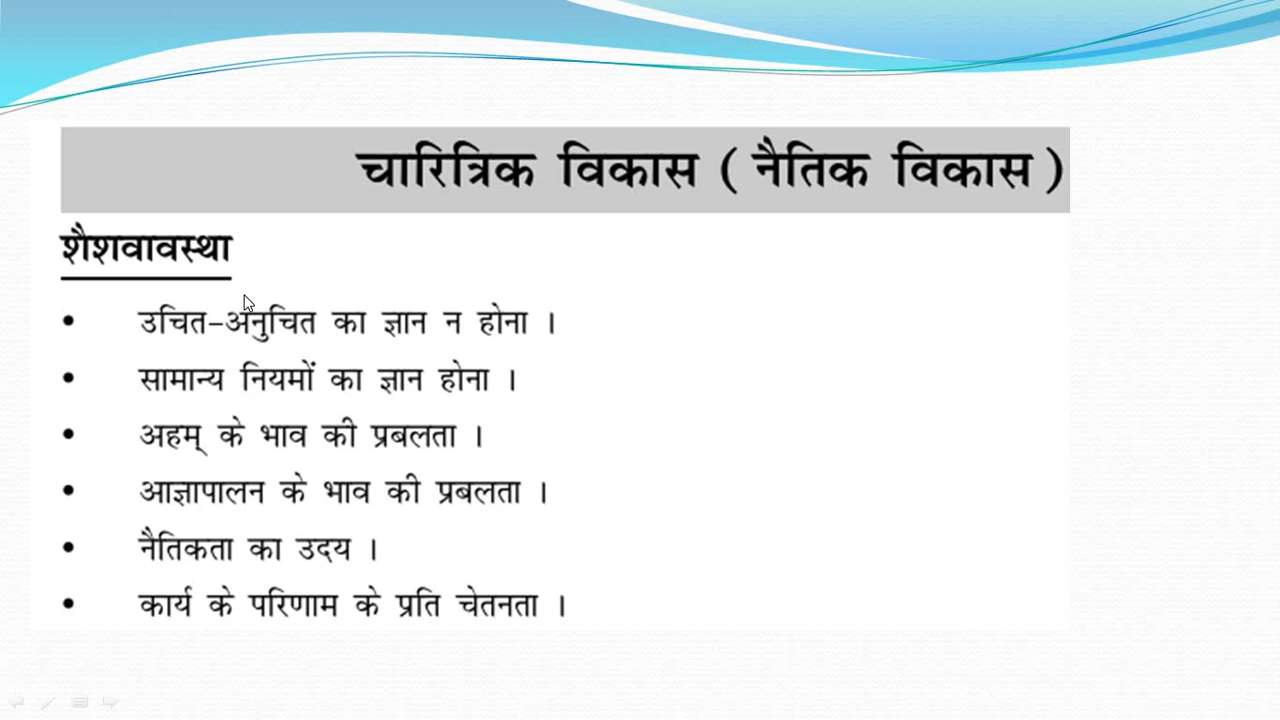 चारित्रिक विकास ( नैतिक विकास )
शैशवावस्था
• उचित-अनुचित का ज्ञान न होना ।
• सामान्य नियमों का ज्ञान होना ।
• अहम् के भाव की प्रबलता ।
• आज्ञापालन के भाव की प्रबलता ।
• नैतिकता का उदय ।
• कार्य के परिणाम के प्रति चेतनता ।